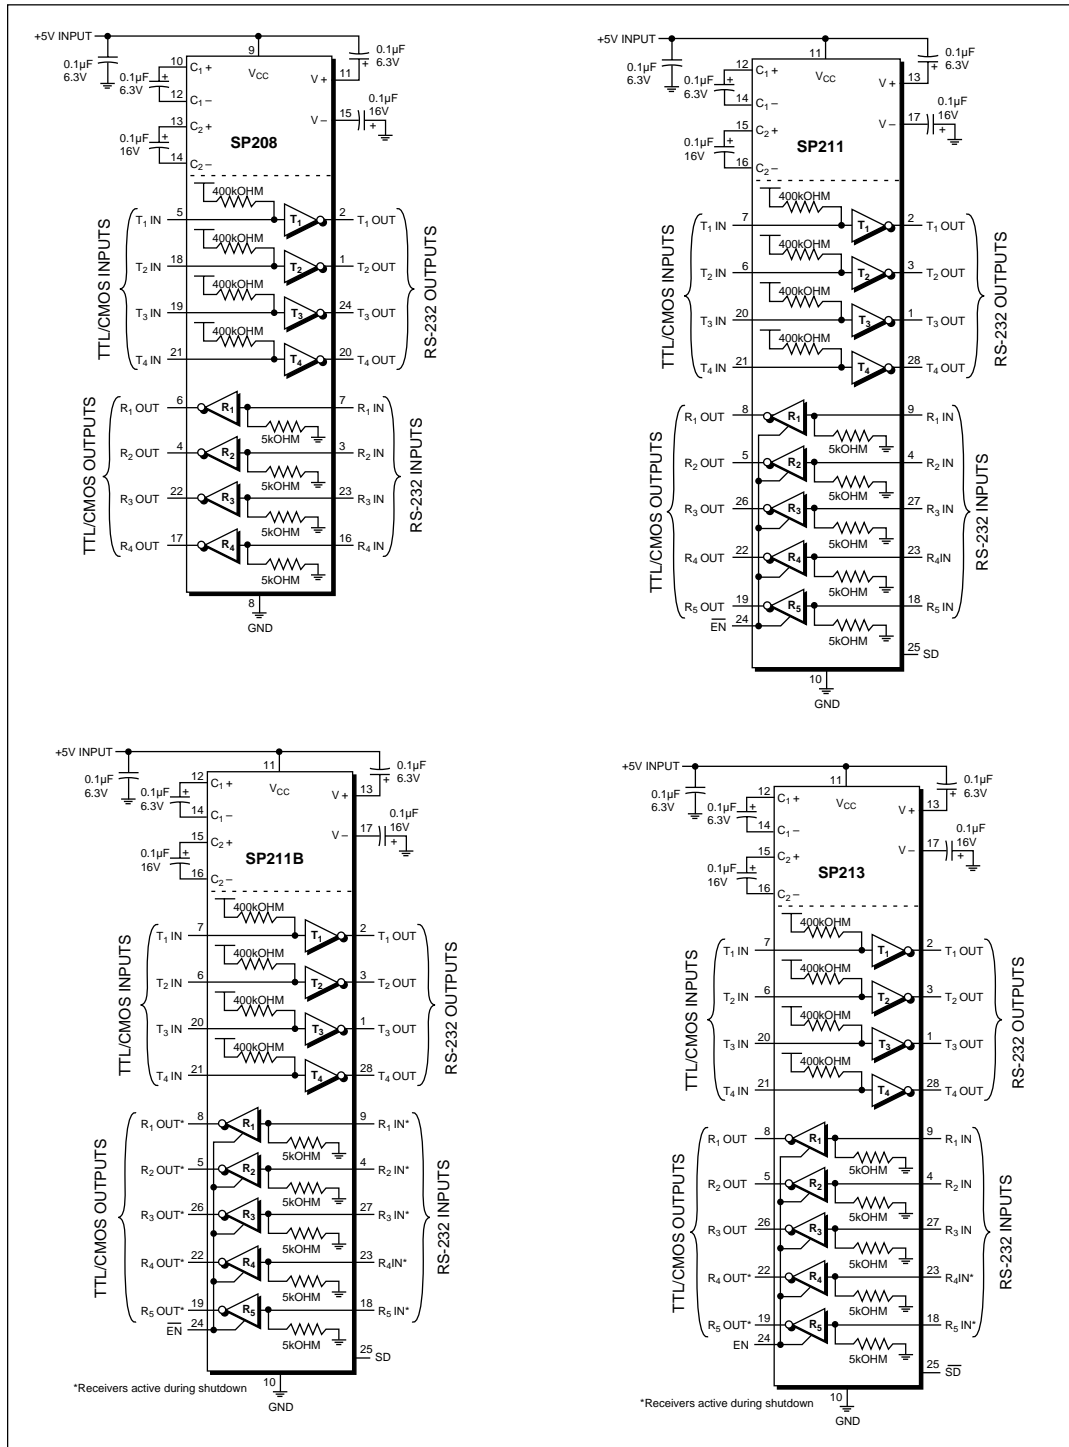 +5V INPUT
9
0.1µF
6.3V
0.1µF
6.3V
10
C1 +
VCC
V +
11
0.1µF
6.3V
12
C1 –
0.1µF
16V
13
C2 +
V –
15
0.1µF
16V
14
C2 –
SP208
400kOHM
T1 IN
5
T1
2
T1 OUT
400kOHM
T2 IN
18
T2
1
T2 OUT
400kOHM
T3 IN
19
T3
24
T3 OUT
400kOHM
T4 IN
21
T4
20
T4 OUT
TTL/CMOS INPUTS
RS-232 OUTPUTS
R1 OUT
6
R1
7
R1 IN
5kOHM
R2 OUT
4
R2
3
R2 IN
5kOHM
R3 OUT
22
R3
23
R3 IN
5kOHM
R4 OUT
17
R4
16
R4 IN
5kOHM
TTL/CMOS OUTPUTS
RS-232 INPUTS
8
GND
+5V INPUT
11
0.1µF
6.3V
0.1µF
6.3V
12
C1 +
VCC
V +
13
0.1µF
6.3V
14
C1 –
0.1µF
16V
15
C2 +
V –
17
0.1µF
16V
16
C2 –
SP211
400kOHM
T1 IN
7
T1
2
T1 OUT
400kOHM
T2 IN
6
T2
3
T2 OUT
400kOHM
T3 IN
20
T3
1
T3 OUT
400kOHM
T4 IN
21
T4
28
T4 OUT
TTL/CMOS INPUTS
RS-232 OUTPUTS
R1 OUT
8
R1
9
R1 IN
5kOHM
R2 OUT
5
R2
4
R2 IN
5kOHM
R3 OUT
26
R3
27
R3 IN
5kOHM
R4 OUT
22
R4
23
R4IN
5kOHM
R5 OUT
19
R5
18
R5 IN
5kOHM
EN
24
25
SD
TTL/CMOS OUTPUTS
RS-232 INPUTS
10
GND
+5V INPUT
11
0.1µF
6.3V
0.1µF
6.3V
12
C1 +
VCC
V +
13
0.1µF
6.3V
14
C1 –
0.1µF
16V
15
C2 +
V –
17
0.1µF
16V
16
C2 –
SP211B
400kOHM
T1 IN
7
T1
2
T1 OUT
400kOHM
T2 IN
6
T2
3
T2 OUT
400kOHM
T3 IN
20
T3
1
T3 OUT
400kOHM
T4 IN
21
T4
28
T4 OUT
TTL/CMOS INPUTS
RS-232 OUTPUTS
R1 OUT*
8
R1
9
R1 IN*
5kOHM
R2 OUT*
5
R2
4
R2 IN*
5kOHM
R3 OUT*
26
R3
27
R3 IN*
5kOHM
R4 OUT*
22
R4
23
R4IN*
5kOHM
R5 OUT*
19
R5
18
R5 IN*
5kOHM
EN
24
25
SD
TTL/CMOS OUTPUTS
RS-232 INPUTS
10
GND
*Receivers active during shutdown
+5V INPUT
11
0.1µF
6.3V
0.1µF
6.3V
12
C1 +
VCC
V +
13
0.1µF
6.3V
14
C1 –
0.1µF
16V
15
C2 +
V –
17
0.1µF
16V
16
C2 –
SP213
400kOHM
T1 IN
7
T1
2
T1 OUT
400kOHM
T2 IN
6
T2
3
T2 OUT
400kOHM
T3 IN
20
T3
1
T3 OUT
400kOHM
T4 IN
21
T4
28
T4 OUT
TTL/CMOS INPUTS
RS-232 OUTPUTS
R1 OUT
8
R1
9
R1 IN
5kOHM
R2 OUT
5
R2
4
R2 IN
5kOHM
R3 OUT
26
R3
27
R3 IN
5kOHM
R4 OUT*
22
R4
23
R4IN*
5kOHM
R5 OUT*
19
R5
18
R5 IN*
5kOHM
EN
24
25
SD
TTL/CMOS OUTPUTS
RS-232 INPUTS
10
GND
*Receivers active during shutdown